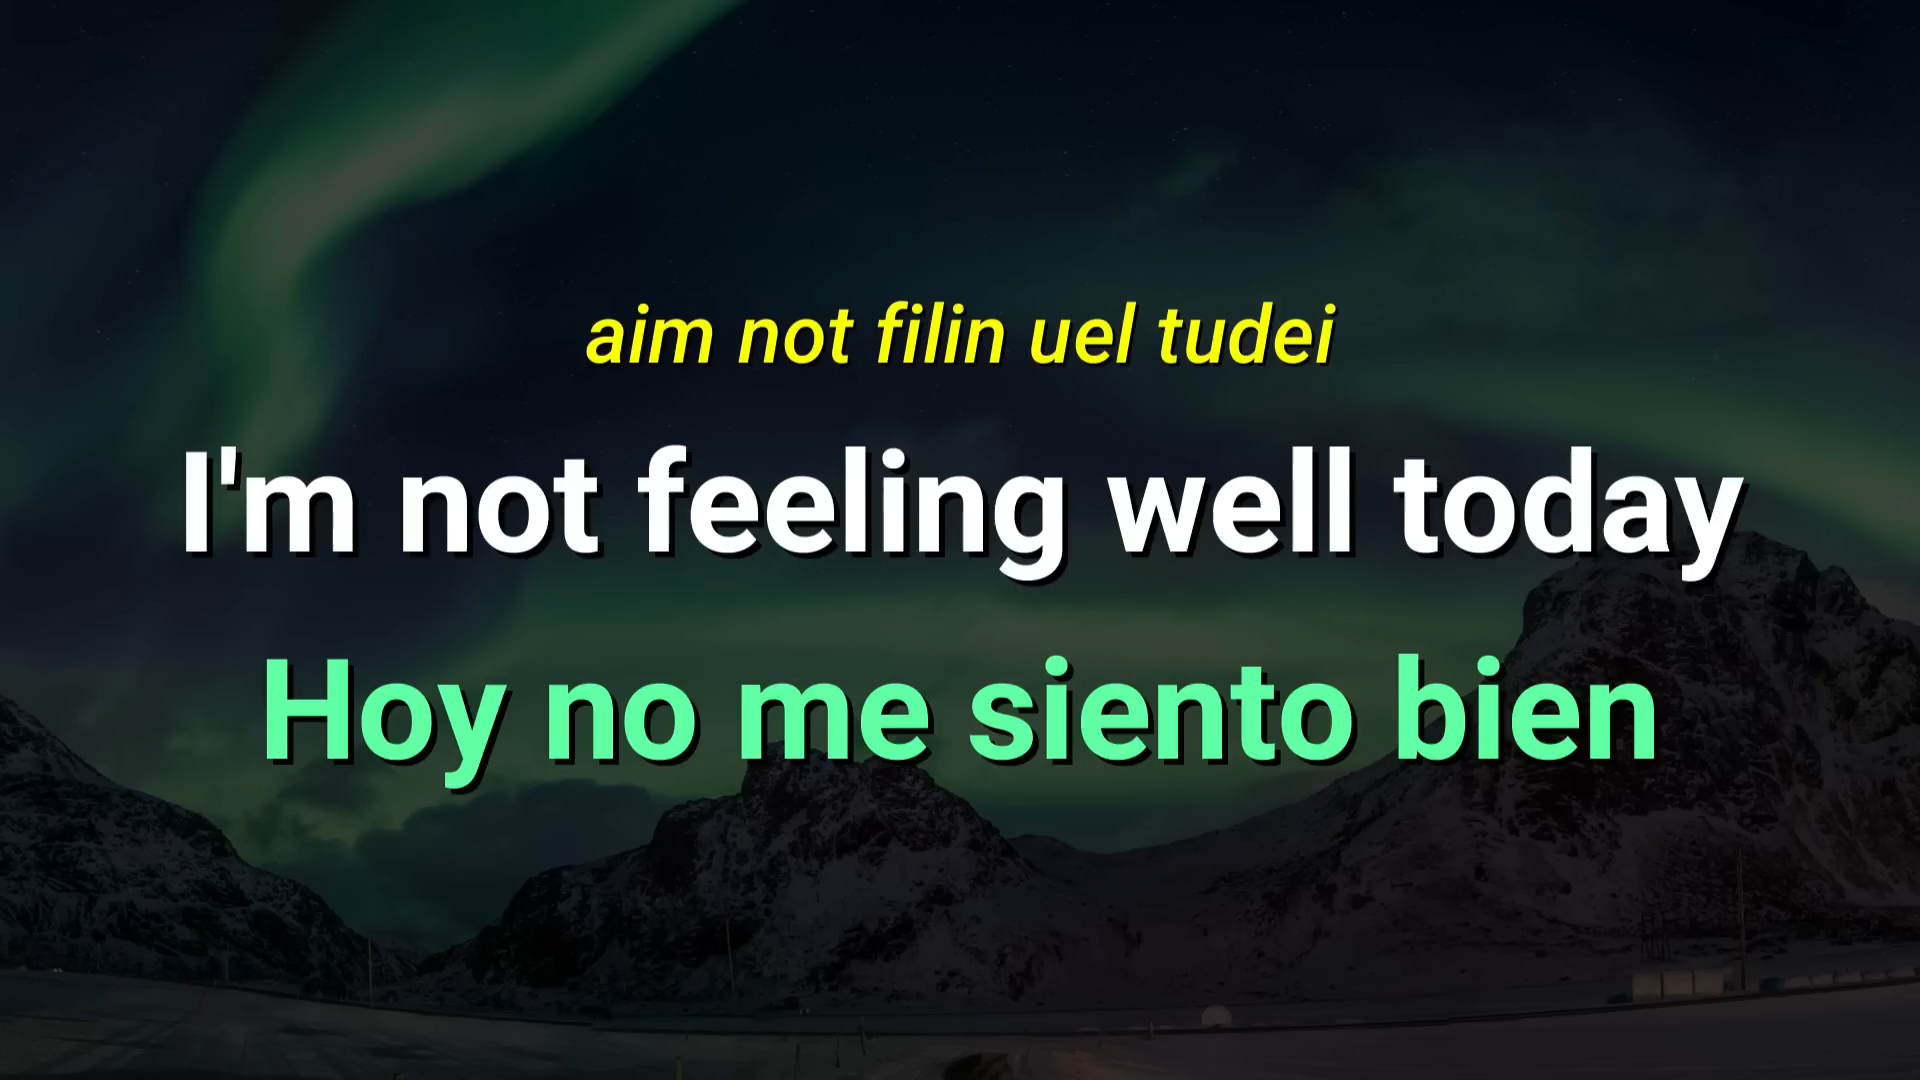 aim not filin uel tudei
I'm not feeling well today
Hoy no me siento bien